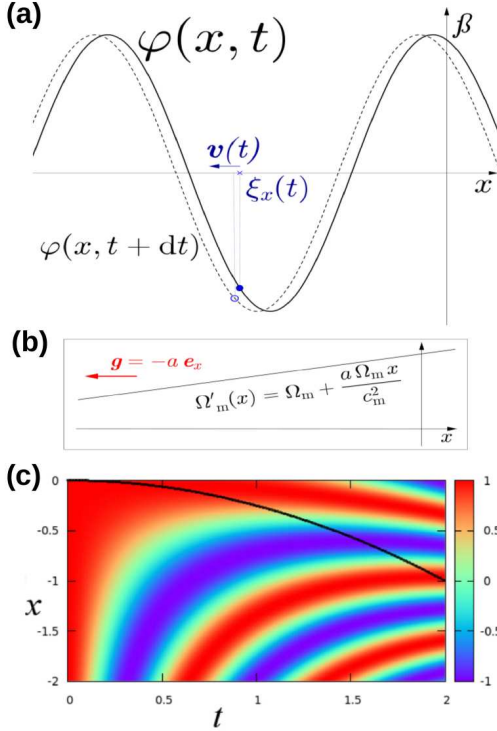 (a)
φ(x, t)
ß
v(t)
x
ξₓ(t)
φ(x, t + dt)
(b)
g = −a eₓ
Ω′ₘ(x) = Ωₘ + a Ωₘ x / c²ₘ
x
(c)
0
-0.5
-1
-1.5
-2
x
0
0.5
1
1.5
2
t
1
0.5
0
-0.5
-1